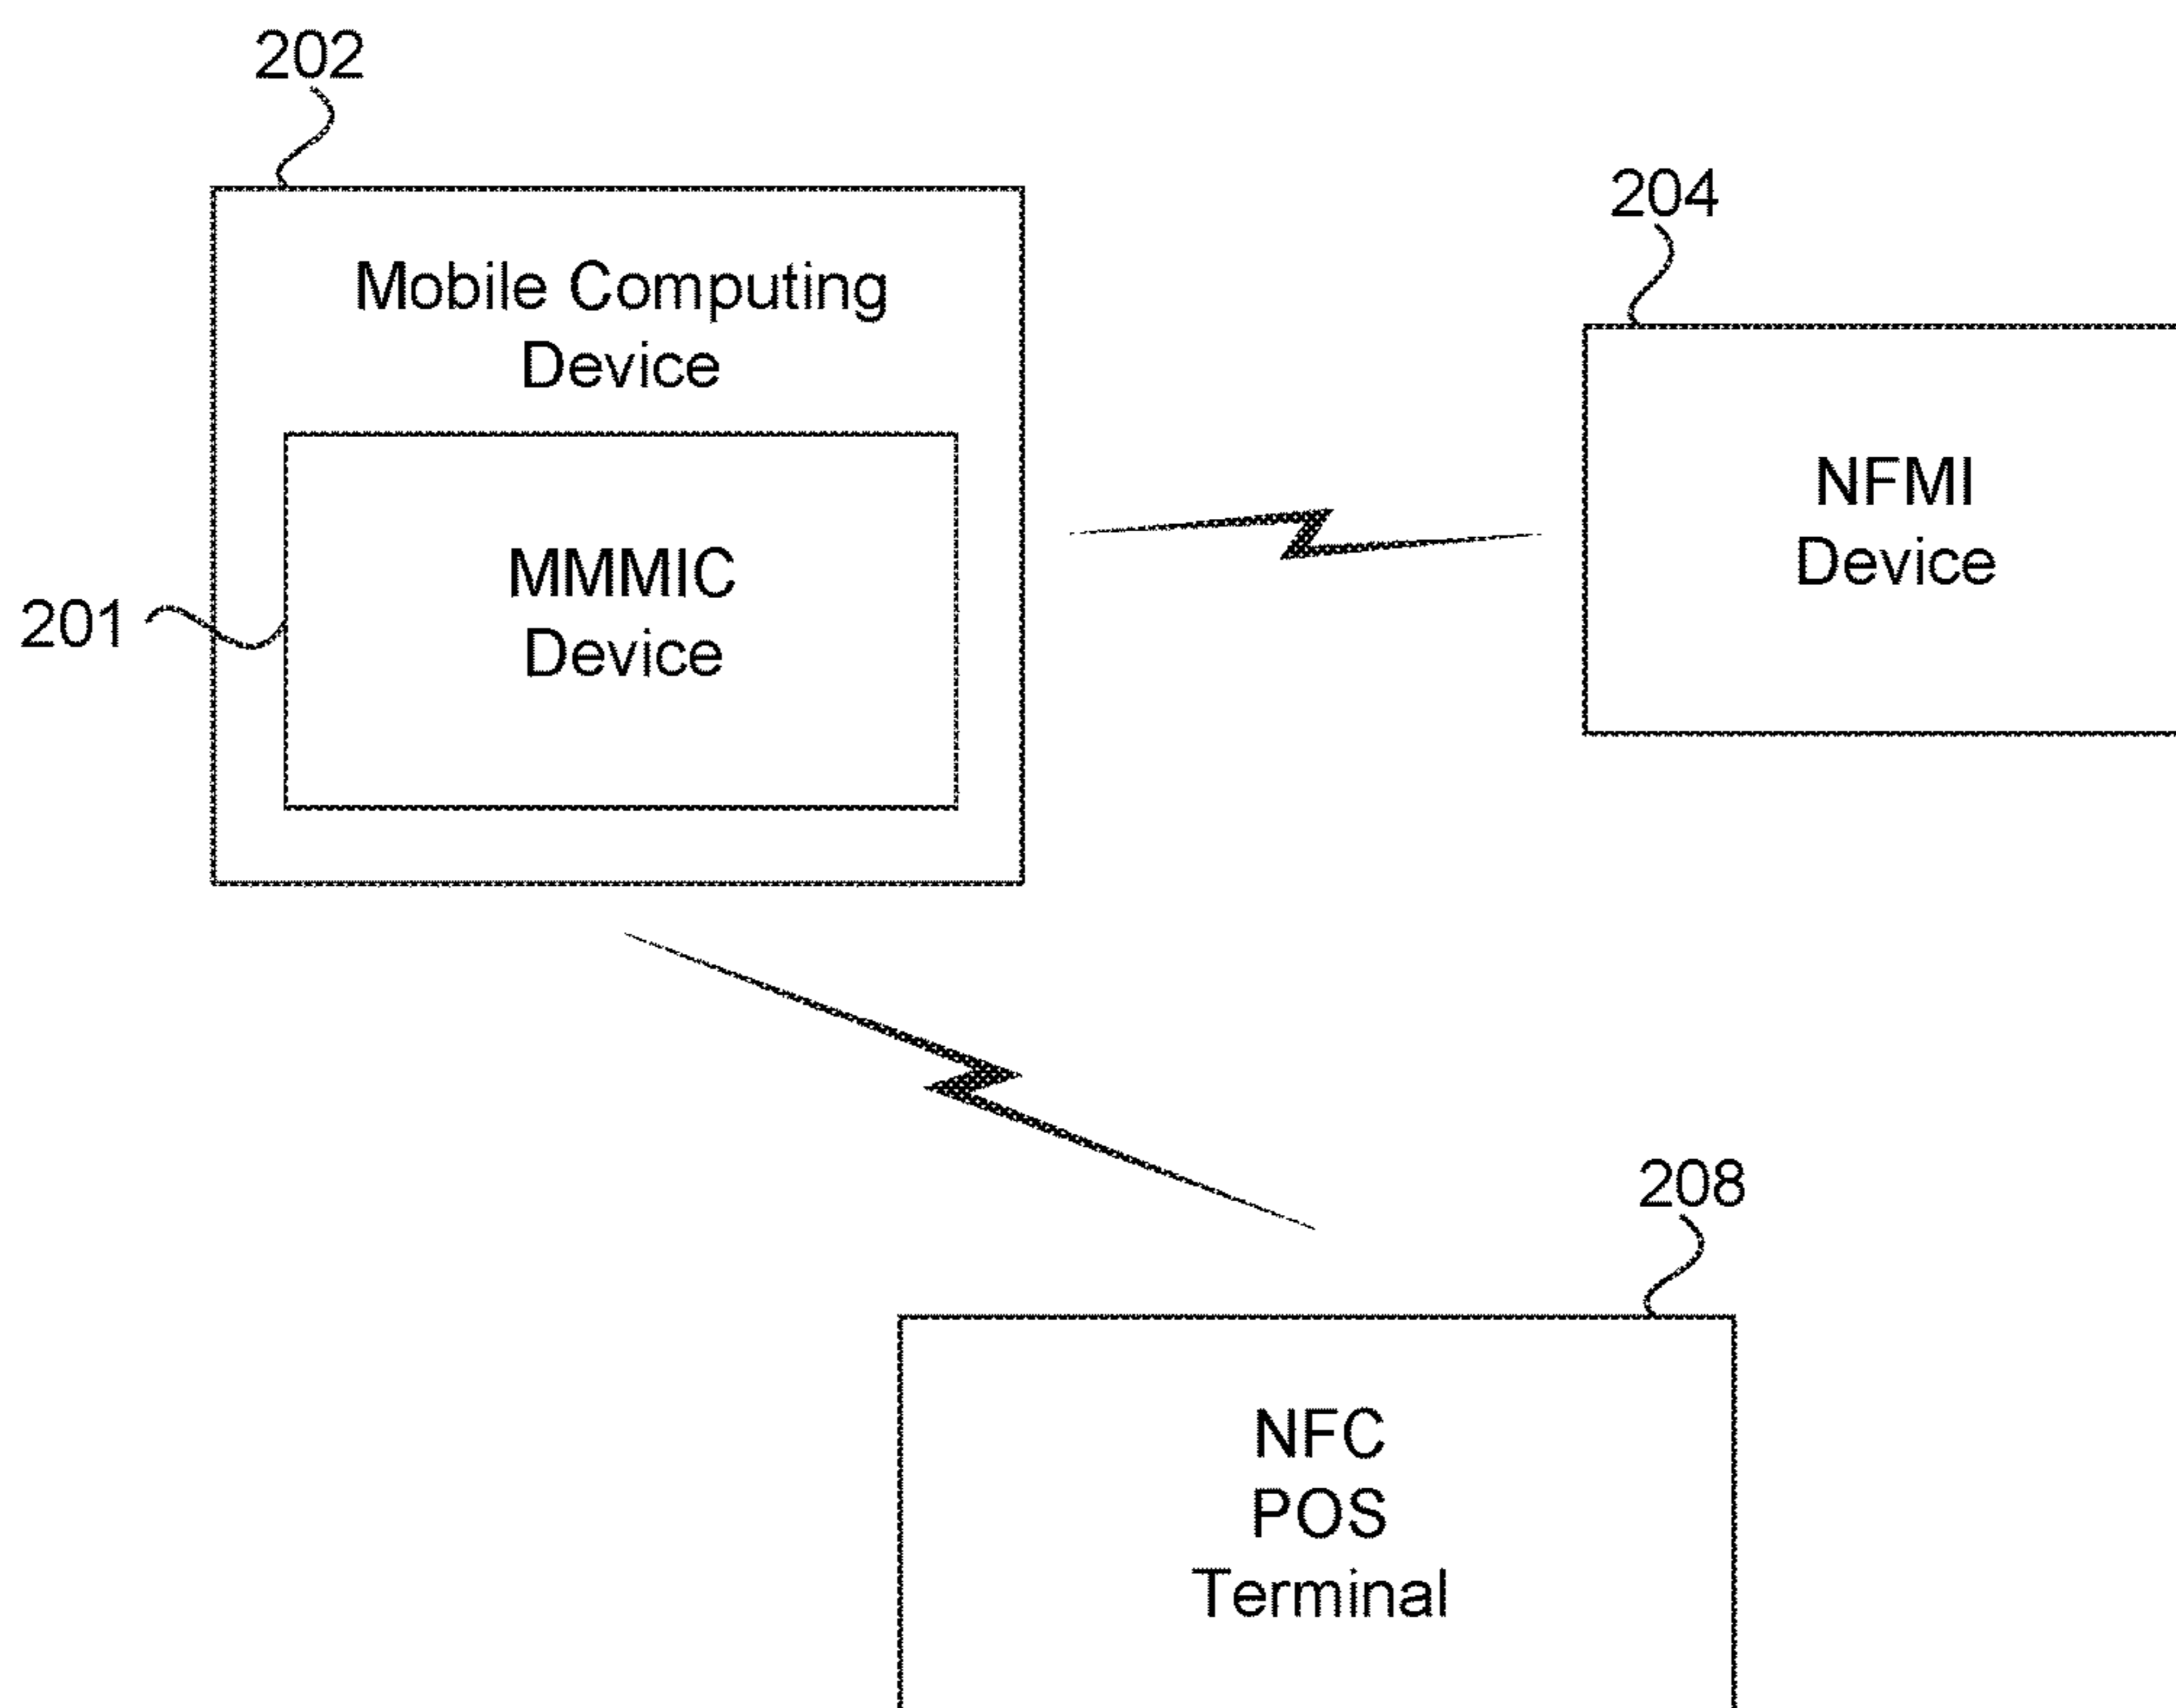 202
Mobile Computing
Device
204
NFMI
Device
MMMIC
Device
201
208
NFC
POS
Terminal